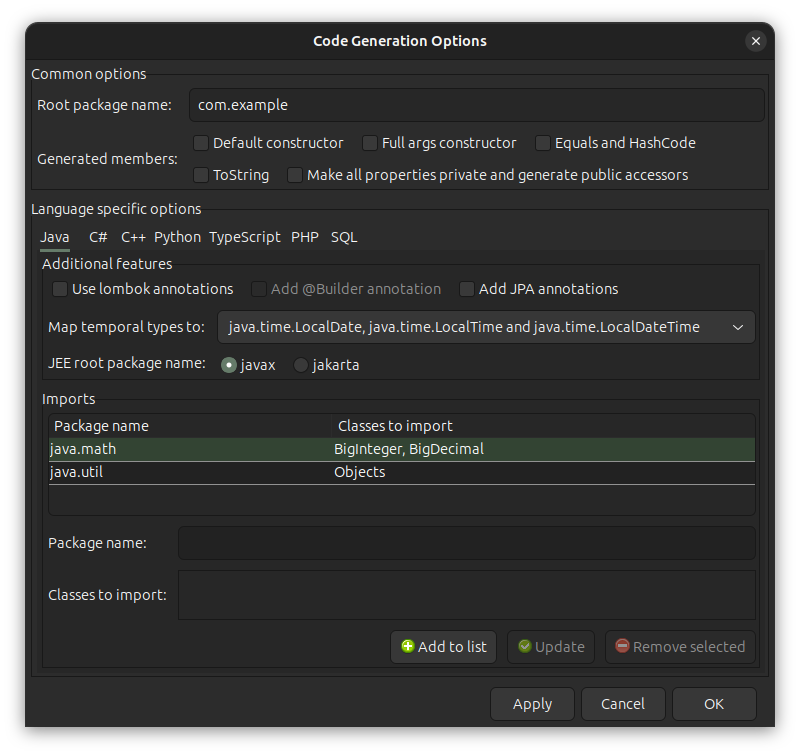 Code Generation Options
Common options
Root package name: com.example
Generated members: Default constructor Full args constructor Equals and HashCode
ToString Make all properties private and generate public accessors
Language specific options
Java C# C++ Python TypeScript PHP SQL
Additional features
Use lombok annotations Add @Builder annotation Add JPA annotations
Map temporal types to: java.time.LocalDate, java.time.LocalTime and java.time.LocalDateTime
JEE root package name: javax jakarta
Imports
Package name Classes to import
java.math BigInteger, BigDecimal
java.util Objects
Package name:
Classes to import:
Add to list Update Remove selected
Apply Cancel OK